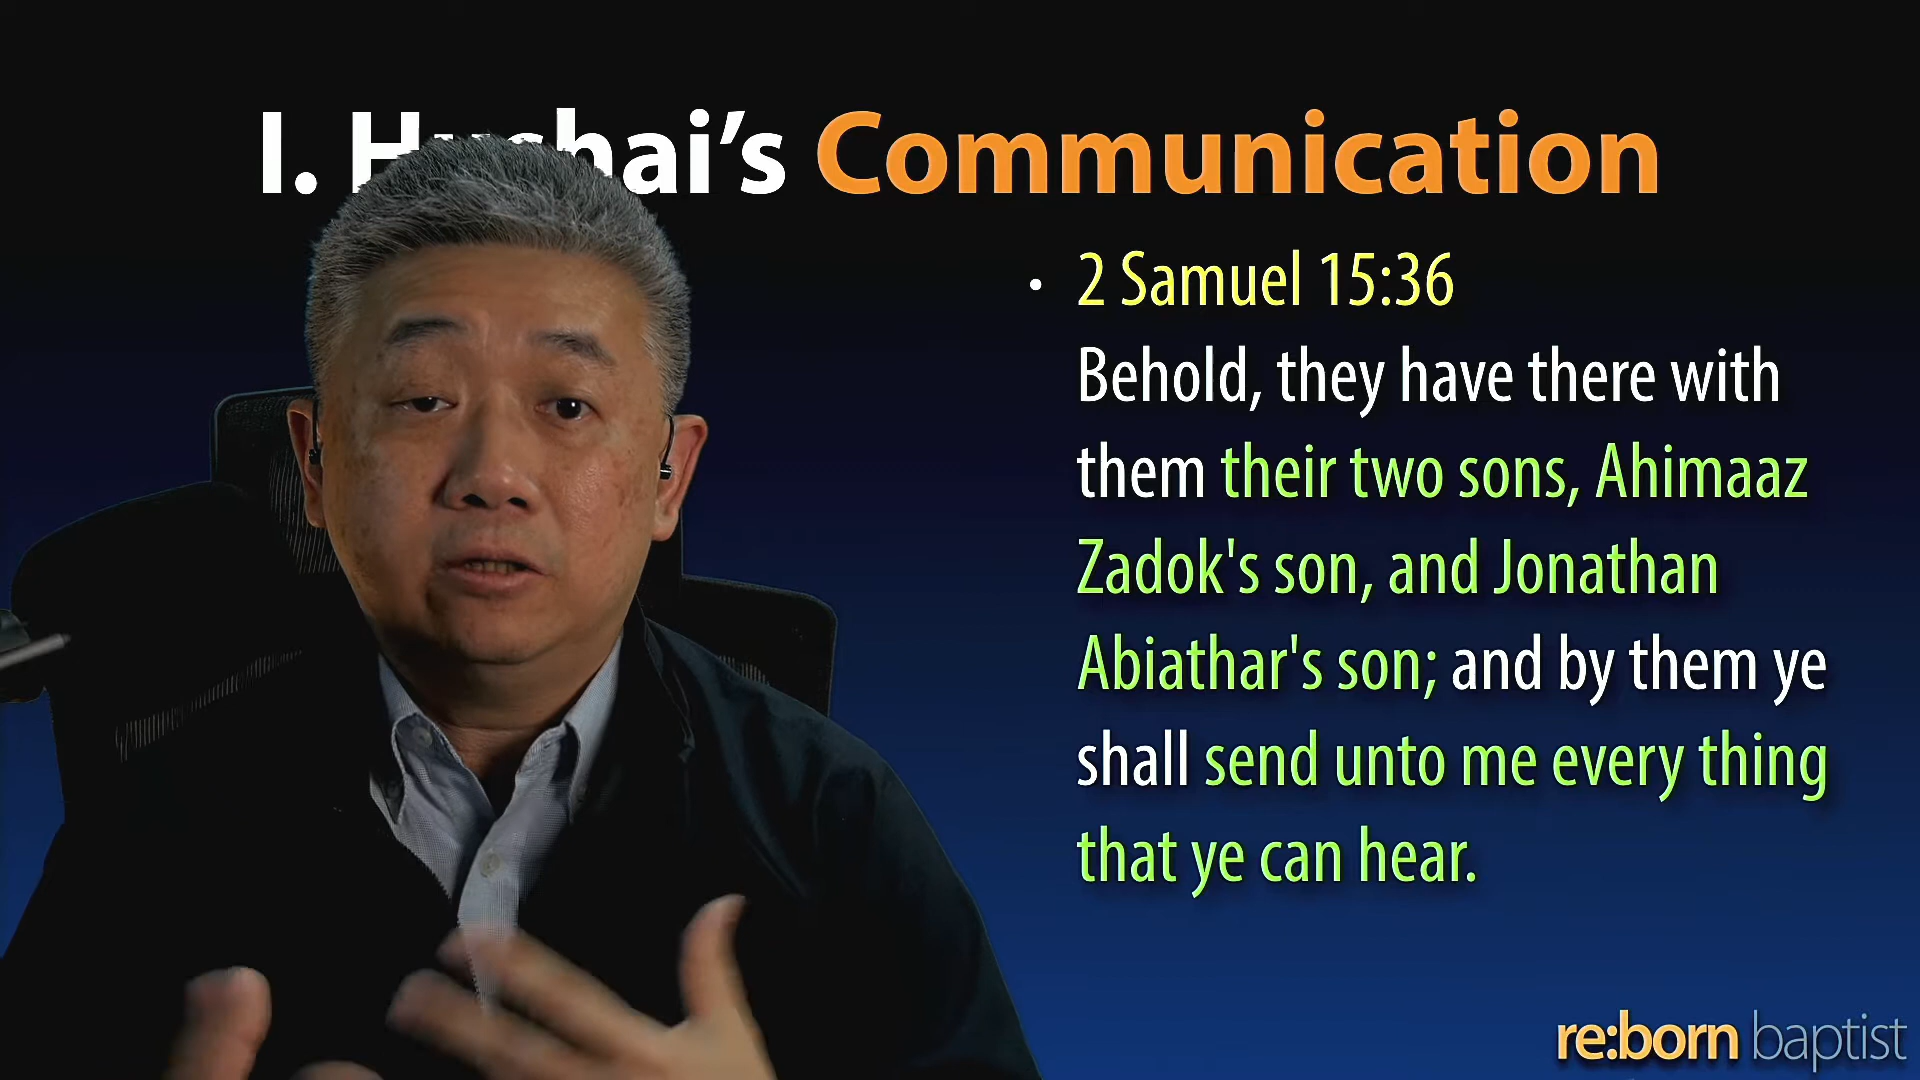 I. Hushai's Communication
• 2 Samuel 15:36
Behold, they have there with
them their two sons, Ahimaaz
Zadok's son, and Jonathan
Abiathar's son; and by them ye
shall send unto me every thing
that ye can hear.
re:born baptist